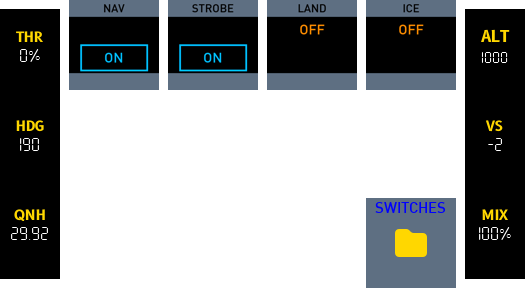 NAV STROBE LAND ICE
ON ON OFF OFF
THR
0%
HDG
190
QNH
29.92
ALT
1000
VS
-2
MIX
100%
SWITCHES